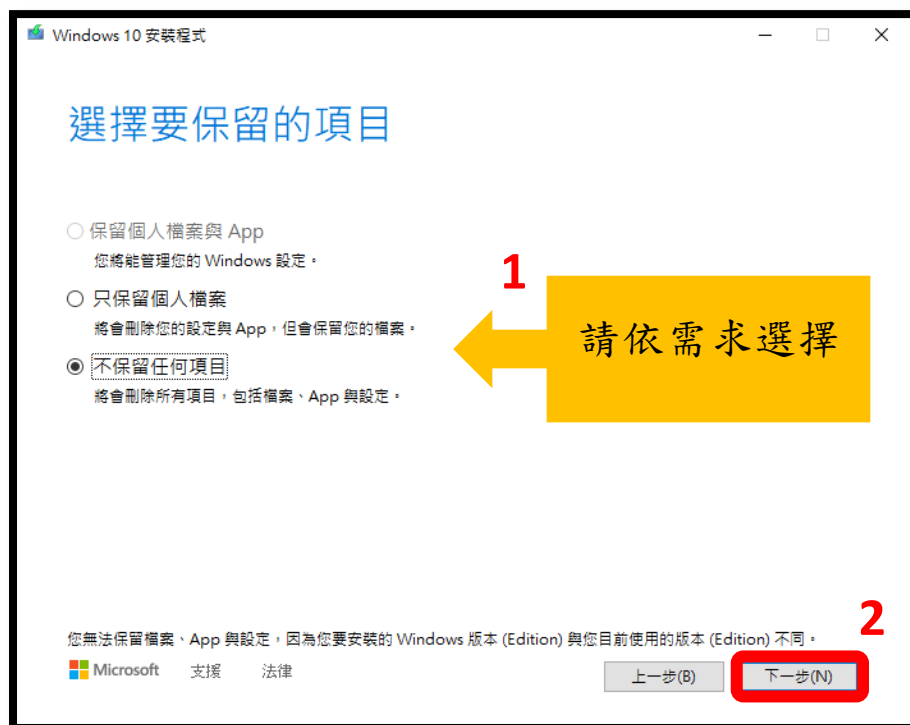 Windows 10 安裝程式
選擇要保留的項目
保留個人檔案與 App
您將能管理您的 Windows 設定。
1
只保留個人檔案
將會刪除您的設定與 App，但會保留您的檔案。
請依需求選擇
不保留任何項目
將會刪除所有項目，包括檔案、App 與設定。
您無法保留檔案、App 與設定，因為您要安裝的 Windows 版本 (Edition) 與您目前使用的版本 (Edition) 不同。
2
Microsoft 支援 法律 上一步(B) 下一步(N)